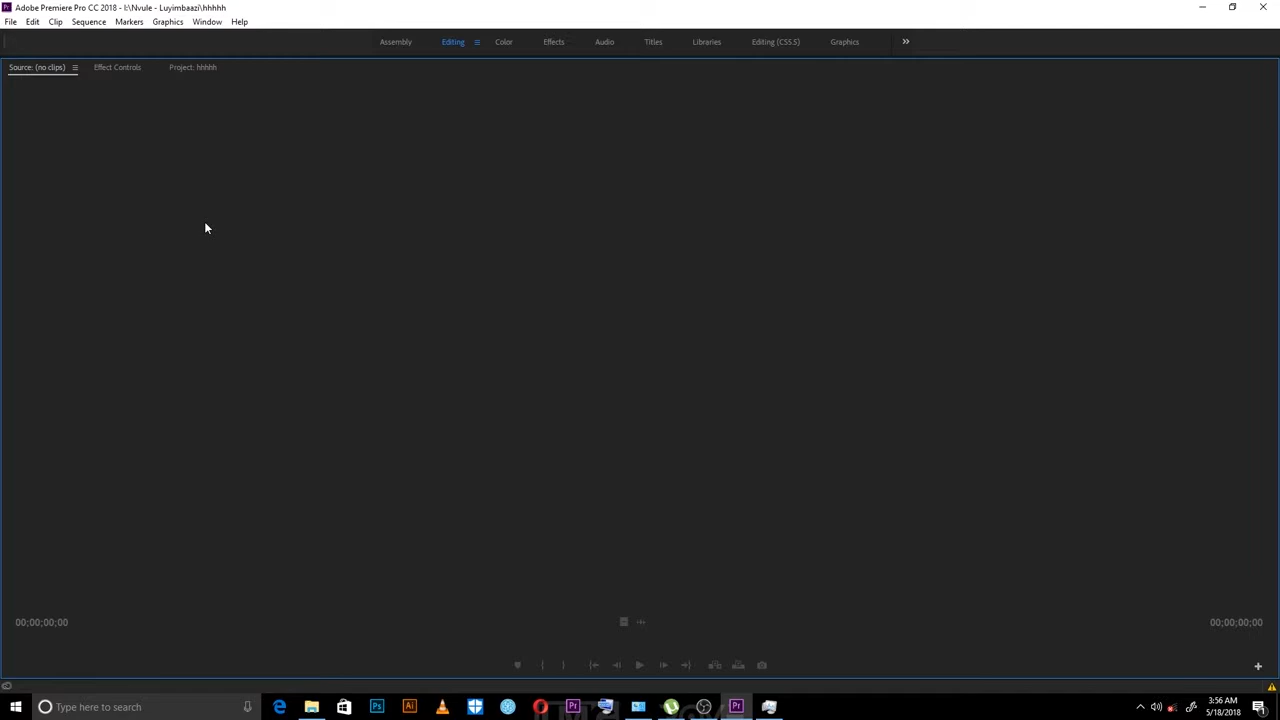 Adobe Premiere Pro CC 2018 - I:\Nvule - Luyimbaazi\hhhhh
File Edit Clip Sequence Markers Graphics Window Help
Assembly Editing Color Effects Audio Titles Libraries Editing (CS5.5) Graphics
Source: (no clips) Effect Controls Project: hhhhh
00;00;00;00 00;00;00;00
Type here to search
3:56 AM
5/18/2018